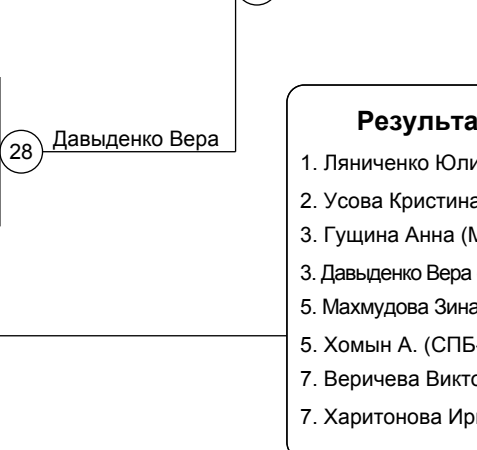 28
Давыденко Вера
Результа
1. Ляниченко Юли
2. Усова Кристина
3. Гущина Анна (М
3. Давыденко Вера
5. Махмудова Зина
5. Хомын А. (СПБ-
7. Веричева Викто
7. Харитонова Ири